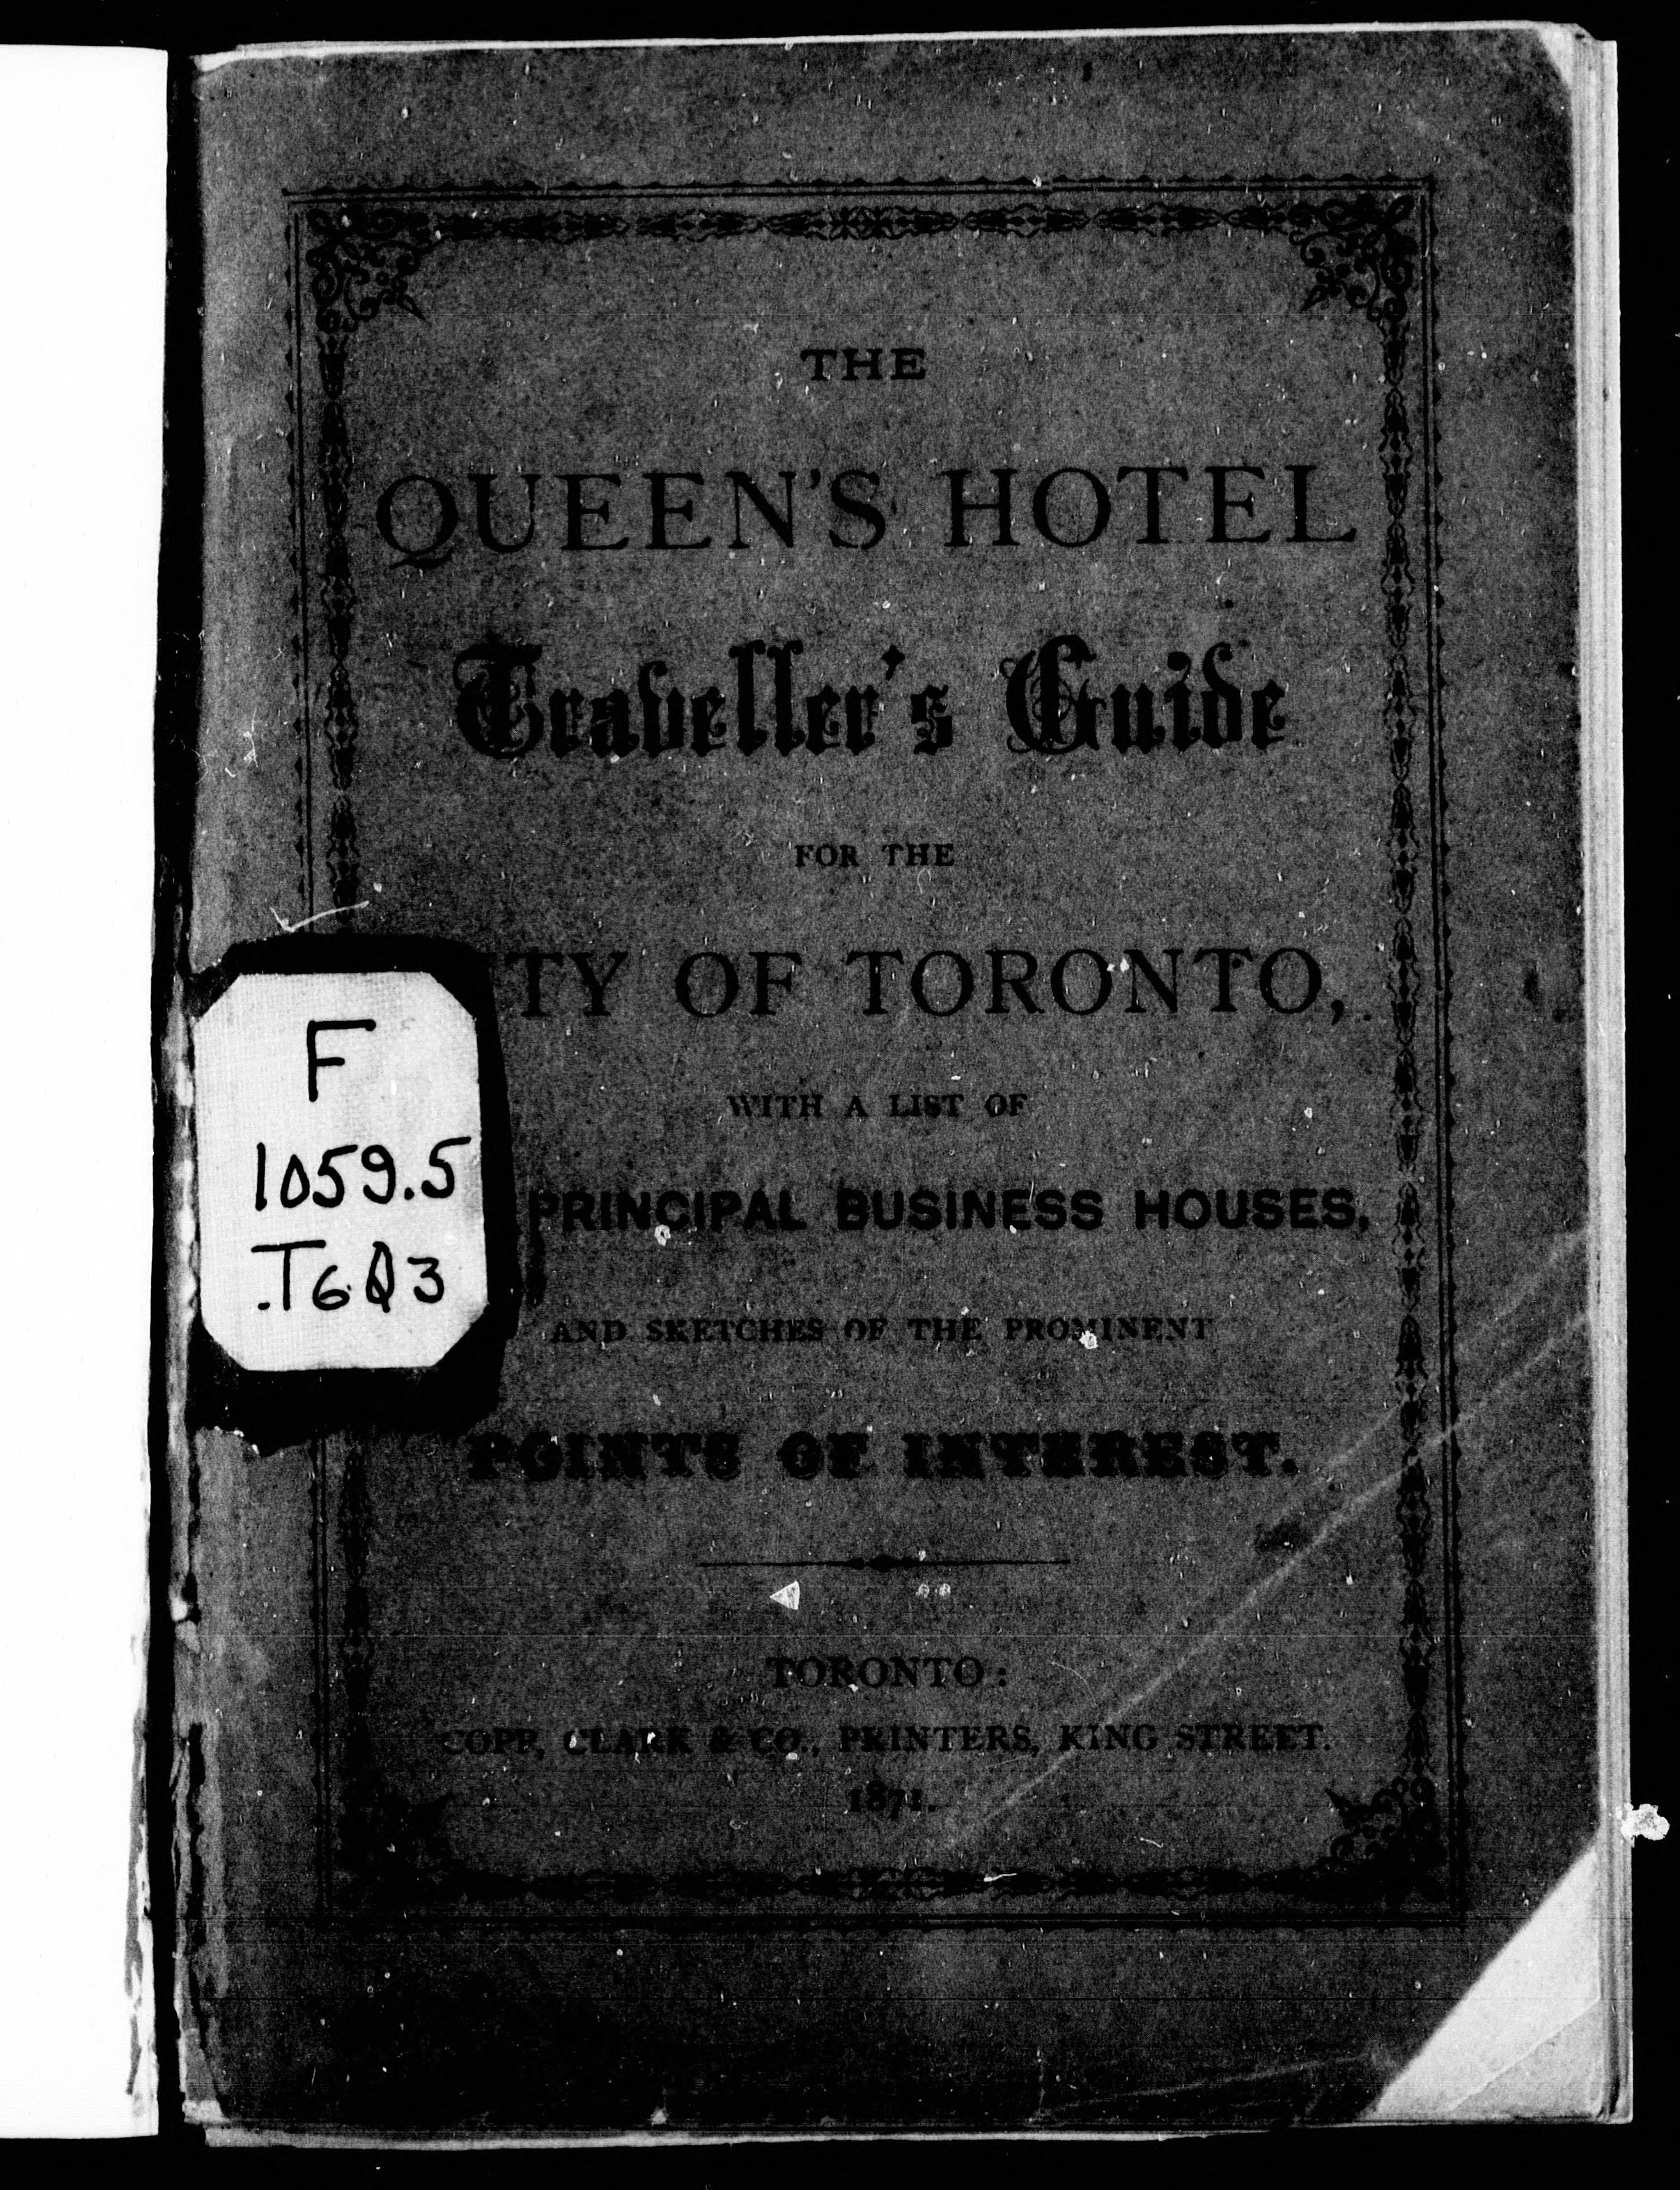 THE
QUEEN'S HOTEL
Traveller's Guide
FOR THE
TY OF TORONTO,
WITH A LIST OF
PRINCIPAL BUSINESS HOUSES,
AND SKETCHES OF THE PROMINENT
POINTS OF INTEREST.
TORONTO:
COPP, CLARK & CO., PRINTERS, KING STREET.
1871.
F
1059.5
.T6Q3